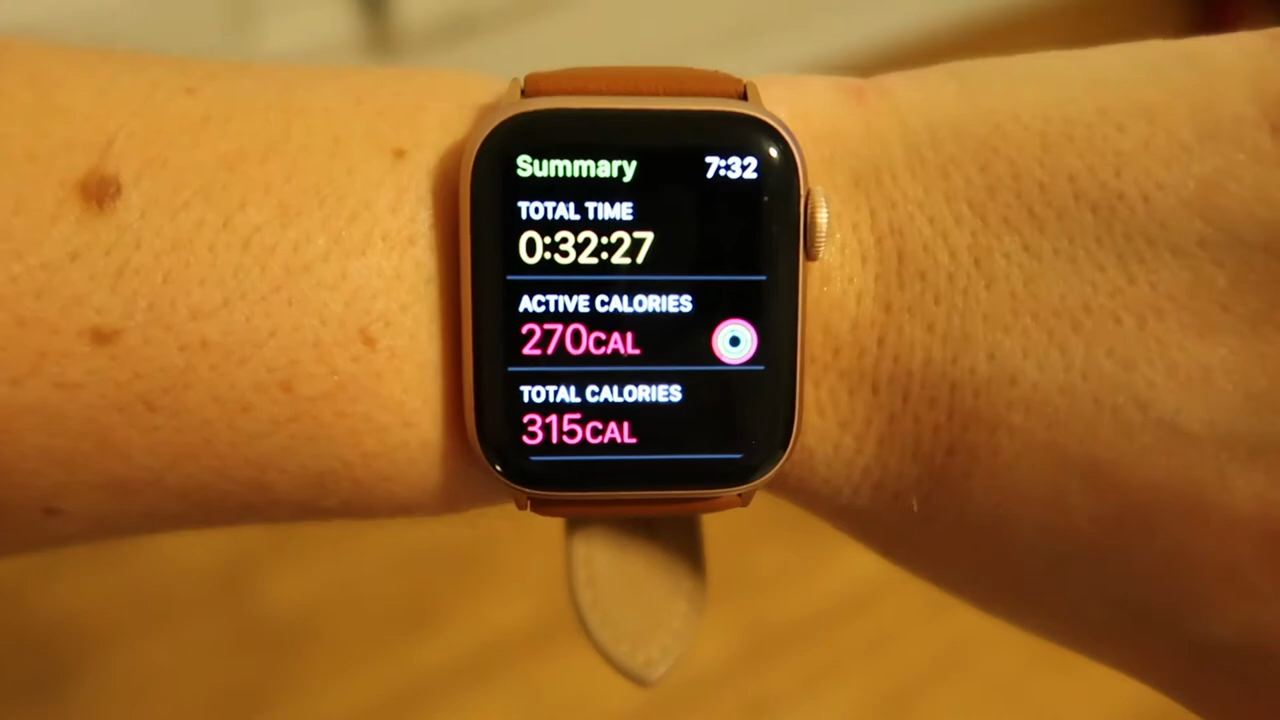 Summary 7:32
TOTAL TIME
0:32:27
ACTIVE CALORIES
270CAL
TOTAL CALORIES
315CAL